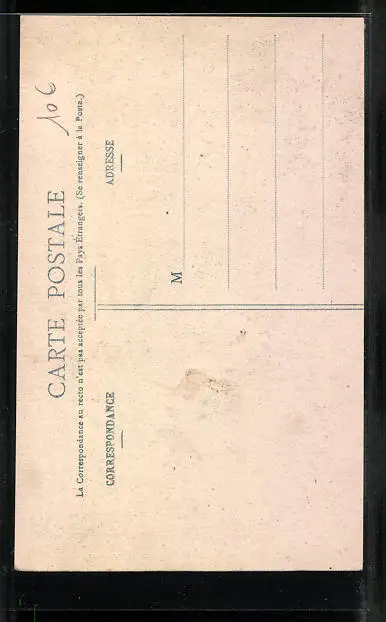 106
CARTE POSTALE
La Correspondance au recto n'est pas acceptée par tous les Pays Étrangers. (Se renseigner à la Poste.)
CORRESPONDANCE
ADRESSE
M